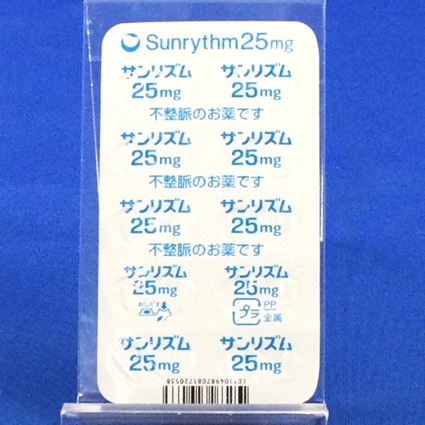 Sunrythm25mg
サンリズム サンリズム
25mg 25mg
不整脈のお薬です
サンリズム サンリズム
25mg 25mg
不整脈のお薬です
サンリズム サンリズム
25mg 25mg
不整脈のお薬です
サンリズム サンリズム
25mg 25mg
おしだす プラ PP
金属
サンリズム サンリズム
25mg 25mg
(01)04987081720538